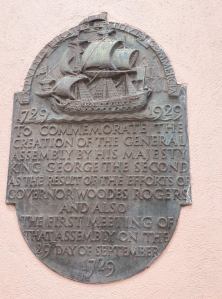 1729 1929
TO COMMEMORATE THE
CREATION OF THE GENERAL
ASSEMBLY BY HIS MAJESTY
KING GEORGE THE SECOND
AS THE RESULT OF THE EFFORTS OF
GOVERNOR WOODES ROGERS
AND ALSO
THE FIRST MEETING OF
THAT ASSEMBLY ON THE
29TH DAY OF SEPTEMBER
1729